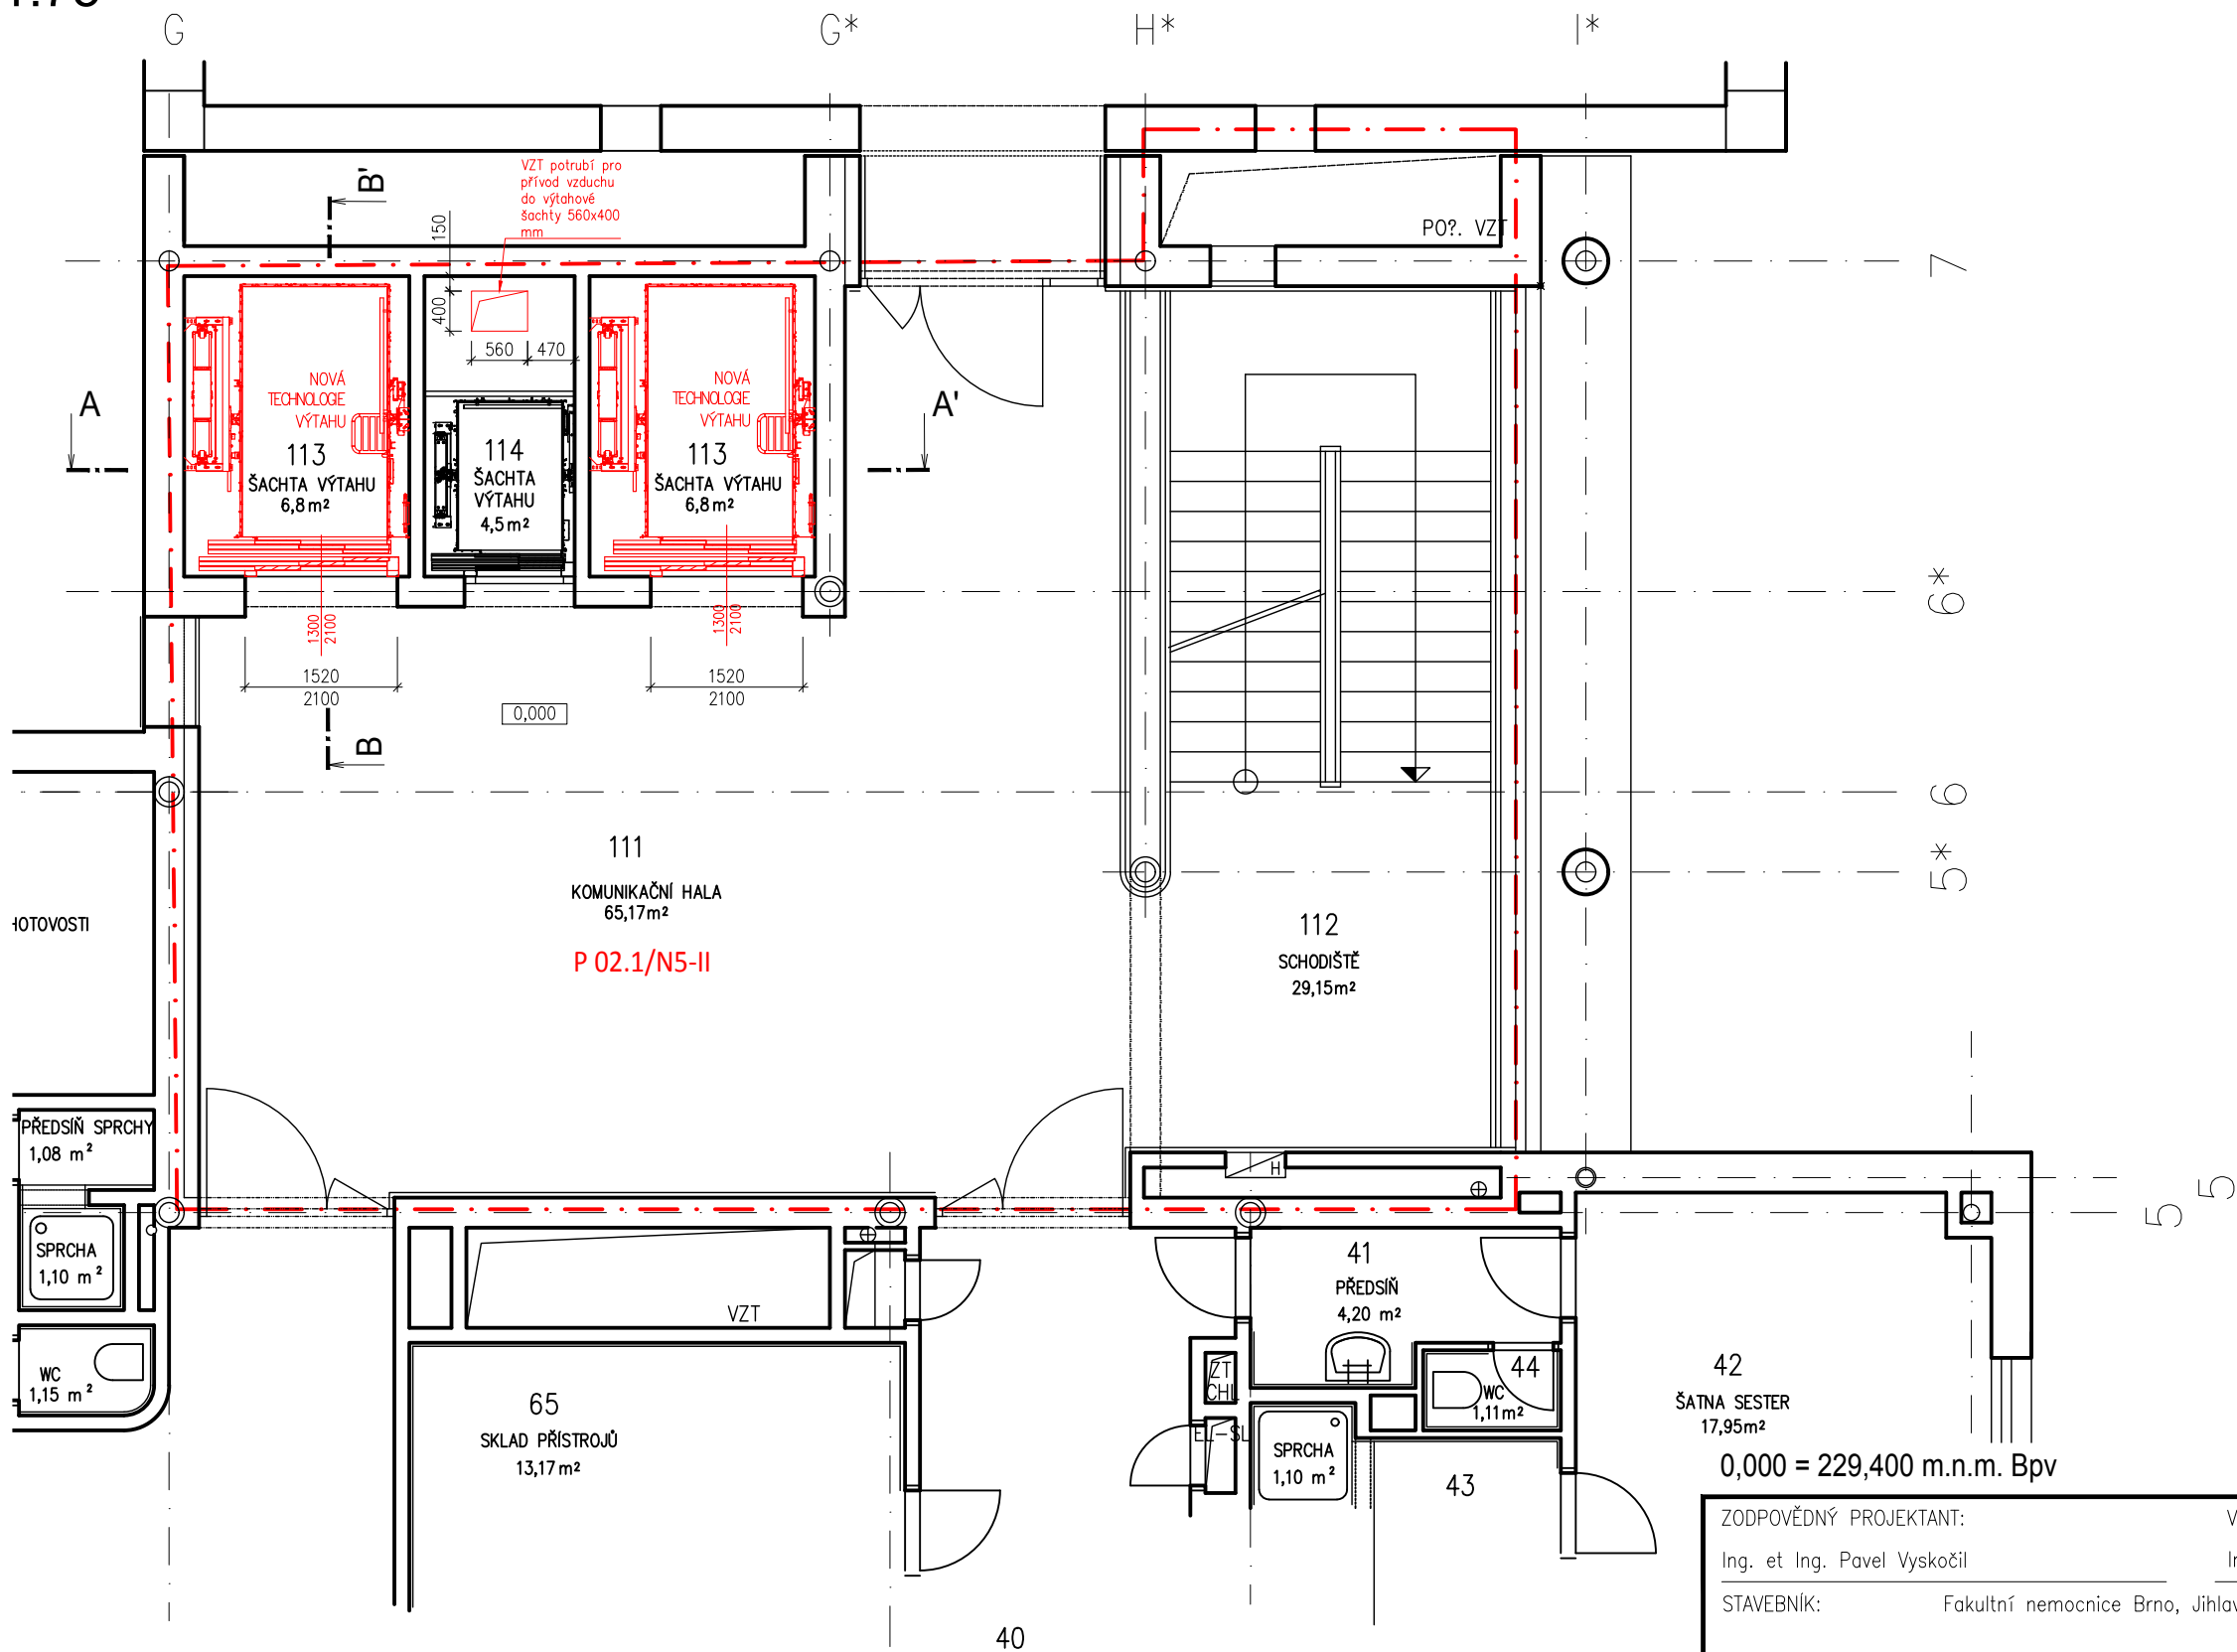 G
G*
H*
I*
VZT potrubí pro
přívod vzduchu
do výtahové
šachty 560x400
mm
B'
150
400
560
470
PO?. VZT
7
A
A'
NOVÁ
TECHNOLOGIE
VÝTAHU
113
ŠACHTA VÝTAHU
6,8m²
114
ŠACHTA
VÝTAHU
4,5m²
NOVÁ
TECHNOLOGIE
VÝTAHU
113
ŠACHTA VÝTAHU
6,8m²
6*
1300
2100
1300
2100
1520
2100
1520
2100
0,000
B
6
5*
111
KOMUNIKAČNÍ HALA
65,17m²
P 02.1/N5-II
HOTOVOSTI
112
SCHODIŠTĚ
29,15m²
PŘEDSÍŇ SPRCHY
1,08 m²
H
5
5
SPRCHA
1,10 m²
VZT
41
PŘEDSÍŇ
4,20 m²
WC
1,15 m²
ZT
CHL
44
WC
1,11m²
42
ŠATNA SESTER
17,95m²
65
SKLAD PŘÍSTROJŮ
13,17m²
EL-SL
SPRCHA
1,10 m²
43
0,000 = 229,400 m.n.m. Bpv
ZODPOVĚDNÝ PROJEKTANT:
Ing. et Ing. Pavel Vyskočil
STAVEBNÍK: Fakultní nemocnice Brno, Jihlav
40